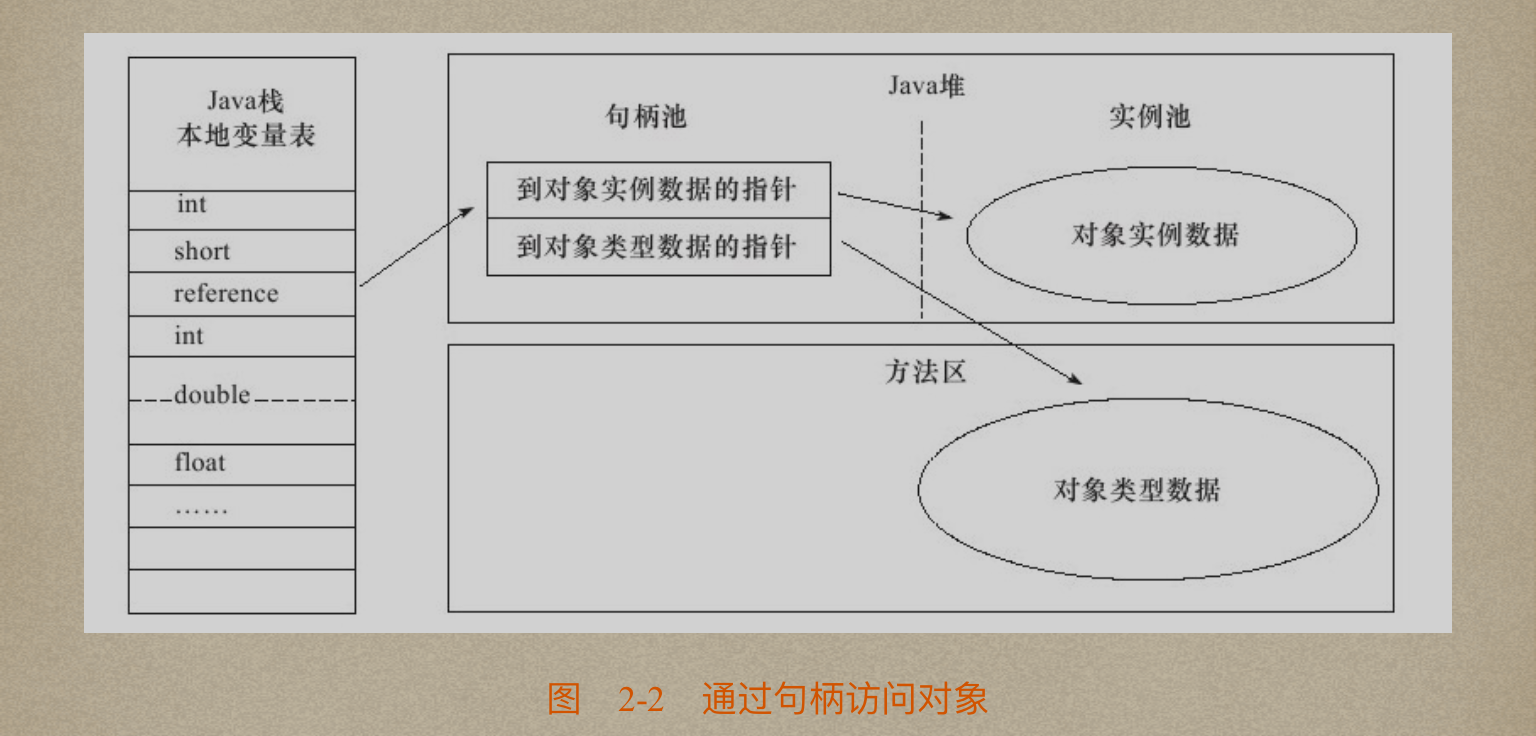 Java栈
本地变量表
int
short
reference
int
double
float
……
Java堆
句柄池
实例池
到对象实例数据的指针
到对象类型数据的指针
对象实例数据
方法区
对象类型数据
图 2-2 通过句柄访问对象